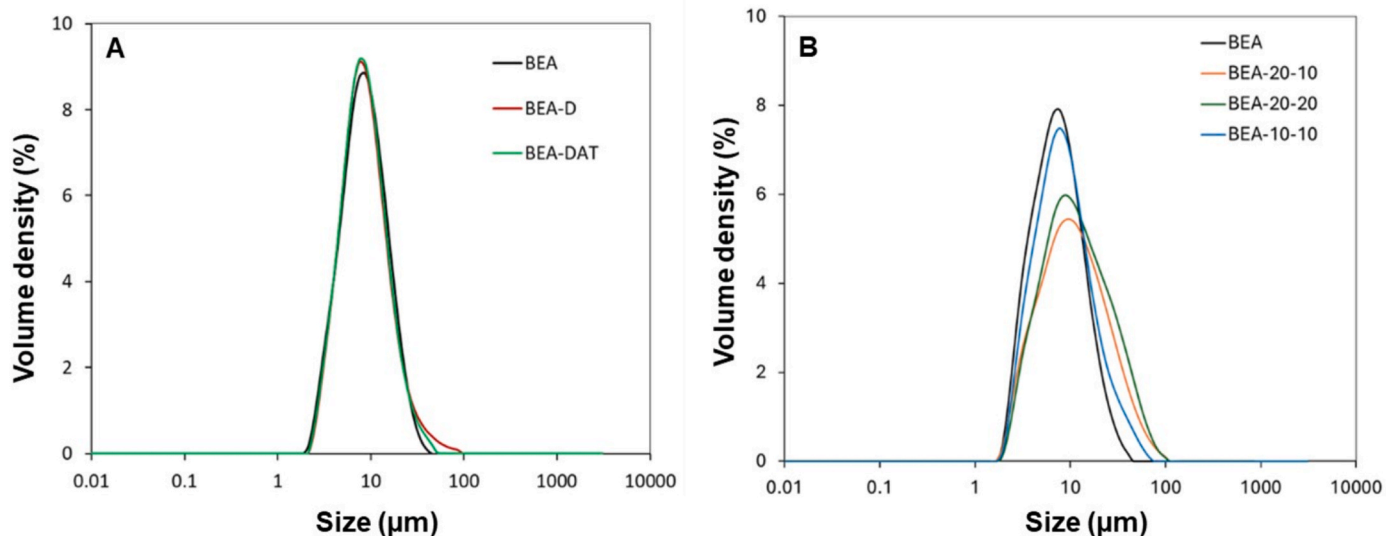 A
BEA
BEA-D
BEA-DAT
Volume density (%)
10
8
6
4
2
0
0.01 0.1 1 10 100 1000 10000
Size (µm)
B
BEA
BEA-20-10
BEA-20-20
BEA-10-10
Volume density (%)
10
8
6
4
2
0
0.01 0.1 1 10 100 1000 10000
Size (µm)